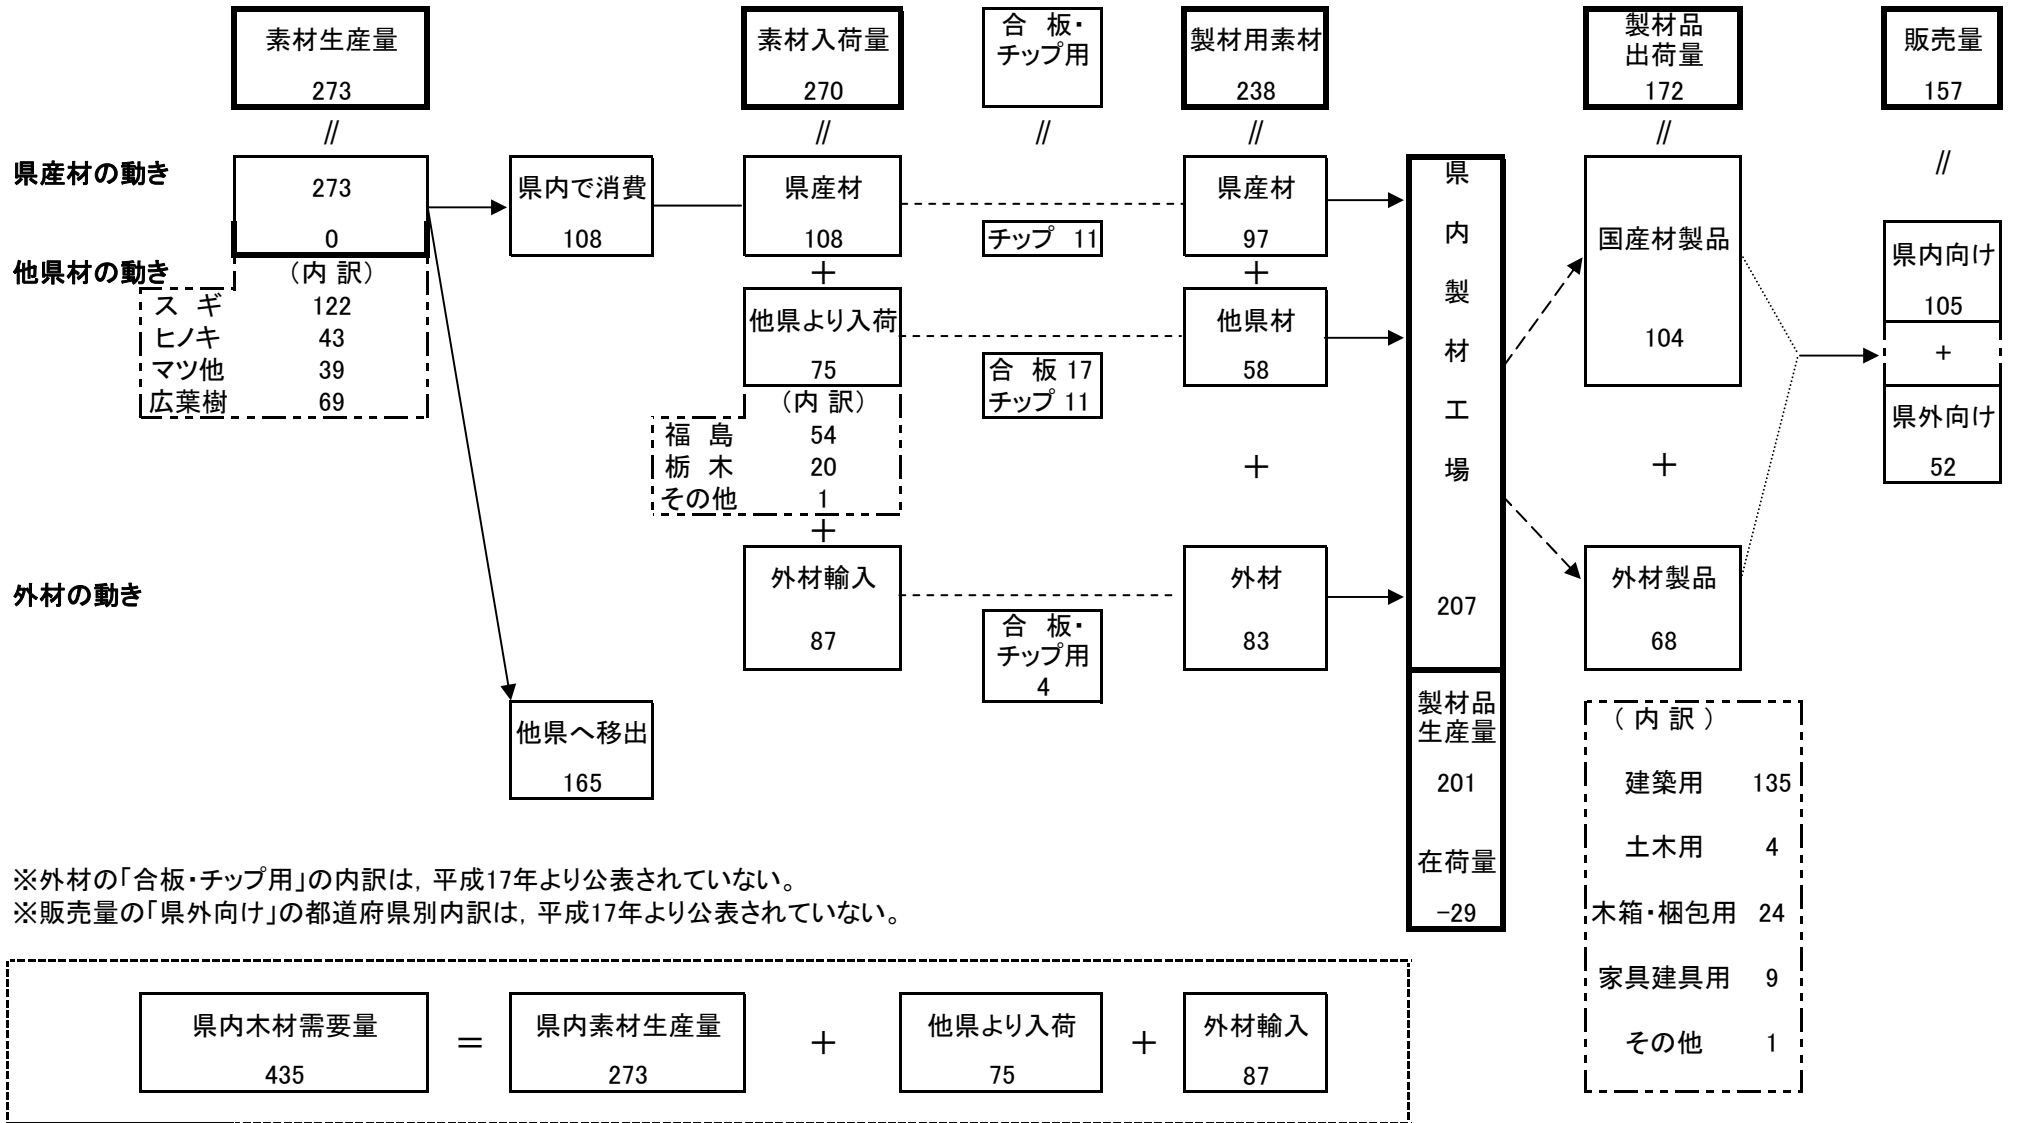 素材生産量
273
//
273
0
（内 訳）
ス ギ 122
ヒノキ 43
マツ他 39
広葉樹 69
県産材の動き
他県材の動き
外材の動き
県内で消費
108
他県へ移出
165
素材入荷量
270
//
県産材
108
＋
他県より入荷
75
（内 訳）
福 島 54
栃 木 20
その他 1
＋
外材輸入
87
合 板・
チップ用
//
チップ 11
合 板 17
チップ 11
合 板・
チップ用
4
製材用素材
238
//
県産材
97
＋
他県材
58
＋
外材
83
県
内
製
材
工
場
207
製材品
生産量
201
在荷量
-29
製材品
出荷量
172
//
国産材製品
104
＋
外材製品
68
（内 訳）
建築用 135
土木用 4
木箱・梱包用 24
家具建具用 9
その他 1
販売量
157
//
県内向け
105
+
県外向け
52
※外材の「合板・チップ用」の内訳は，平成17年より公表されていない。
※販売量の「県外向け」の都道府県別内訳は，平成17年より公表されていない。
県内木材需要量 ＝ 県内素材生産量 ＋ 他県より入荷 ＋ 外材輸入
435 273 75 87